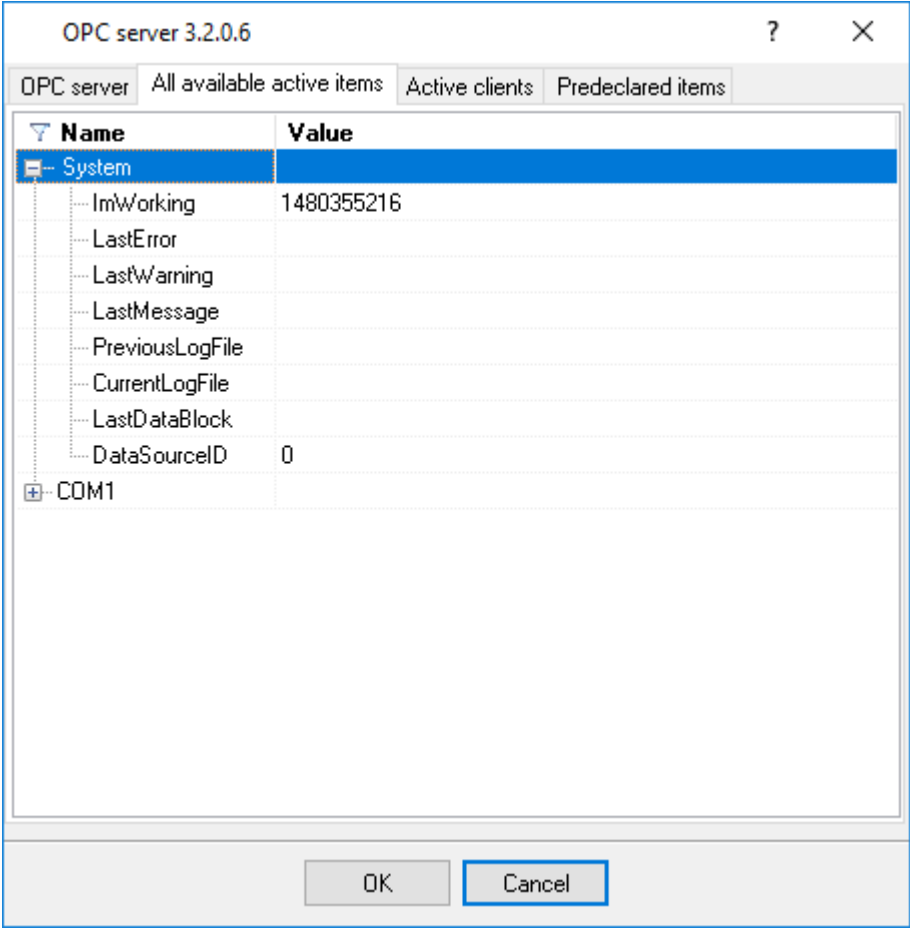 OPC server 3.2.0.6 ?
OPC server All available active items Active clients Predeclared items
Name Value
System
ImWorking 1480355216
LastError
LastWarning
LastMessage
PreviousLogFile
CurrentLogFile
LastDataBlock
DataSourceID 0
COM1
OK Cancel